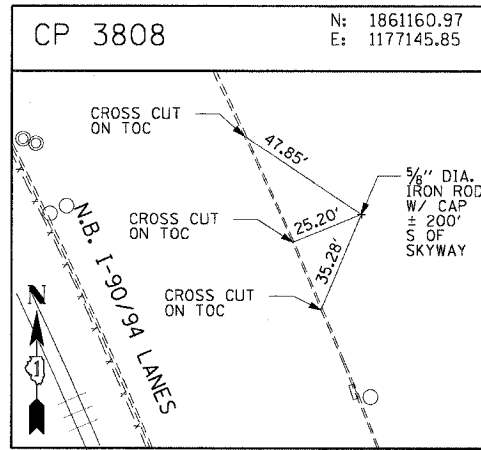 CP 3808
N: 1861160.97
E: 1177145.85
CROSS CUT
ON TOC
47.85'
5/8" DIA.
IRON ROD
W/ CAP
± 200'
S OF
SKYWAY
CROSS CUT
ON TOC
25.20'
35.28'
CROSS CUT
ON TOC
N.B. I-90/94 LANES
N
1